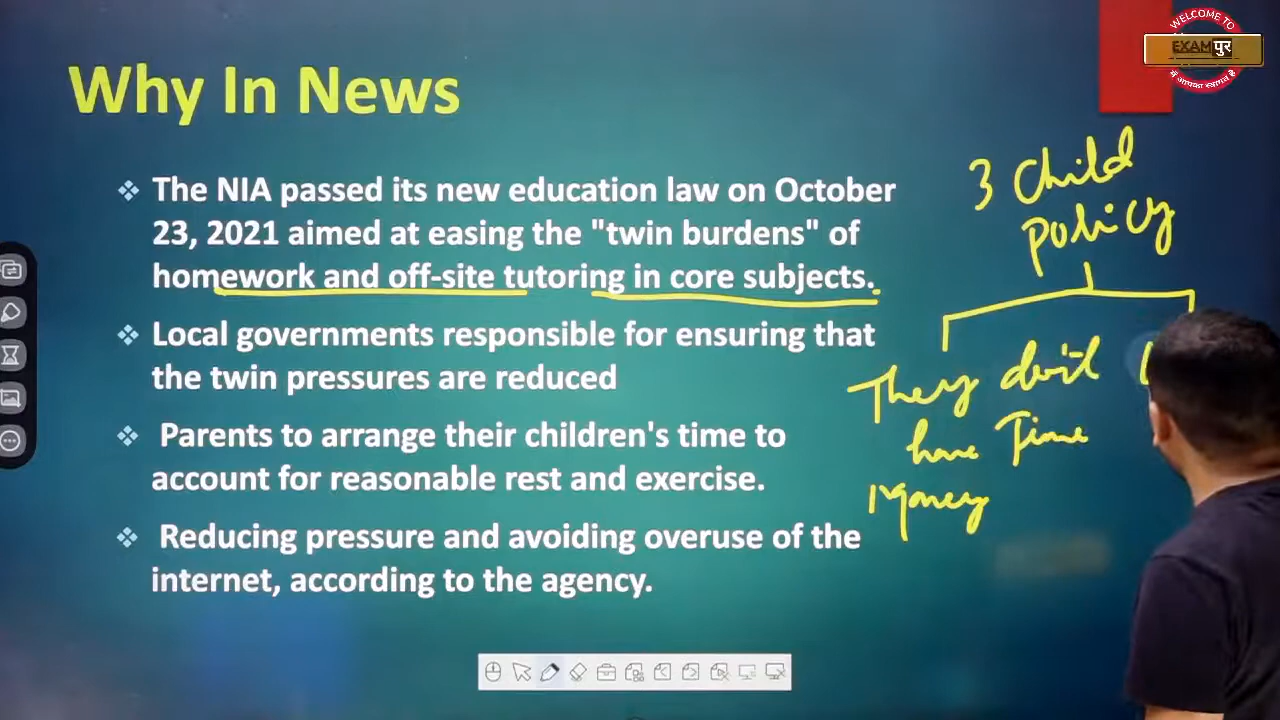 WELCOME TO
EXAMपुर
में आपका स्वागत है
Why In News
The NIA passed its new education law on October
23, 2021 aimed at easing the "twin burdens" of
homework and off-site tutoring in core subjects.
Local governments responsible for ensuring that
the twin pressures are reduced
Parents to arrange their children's time to
account for reasonable rest and exercise.
Reducing pressure and avoiding overuse of the
internet, according to the agency.
3 Child
policy
They don't
have Time
Money